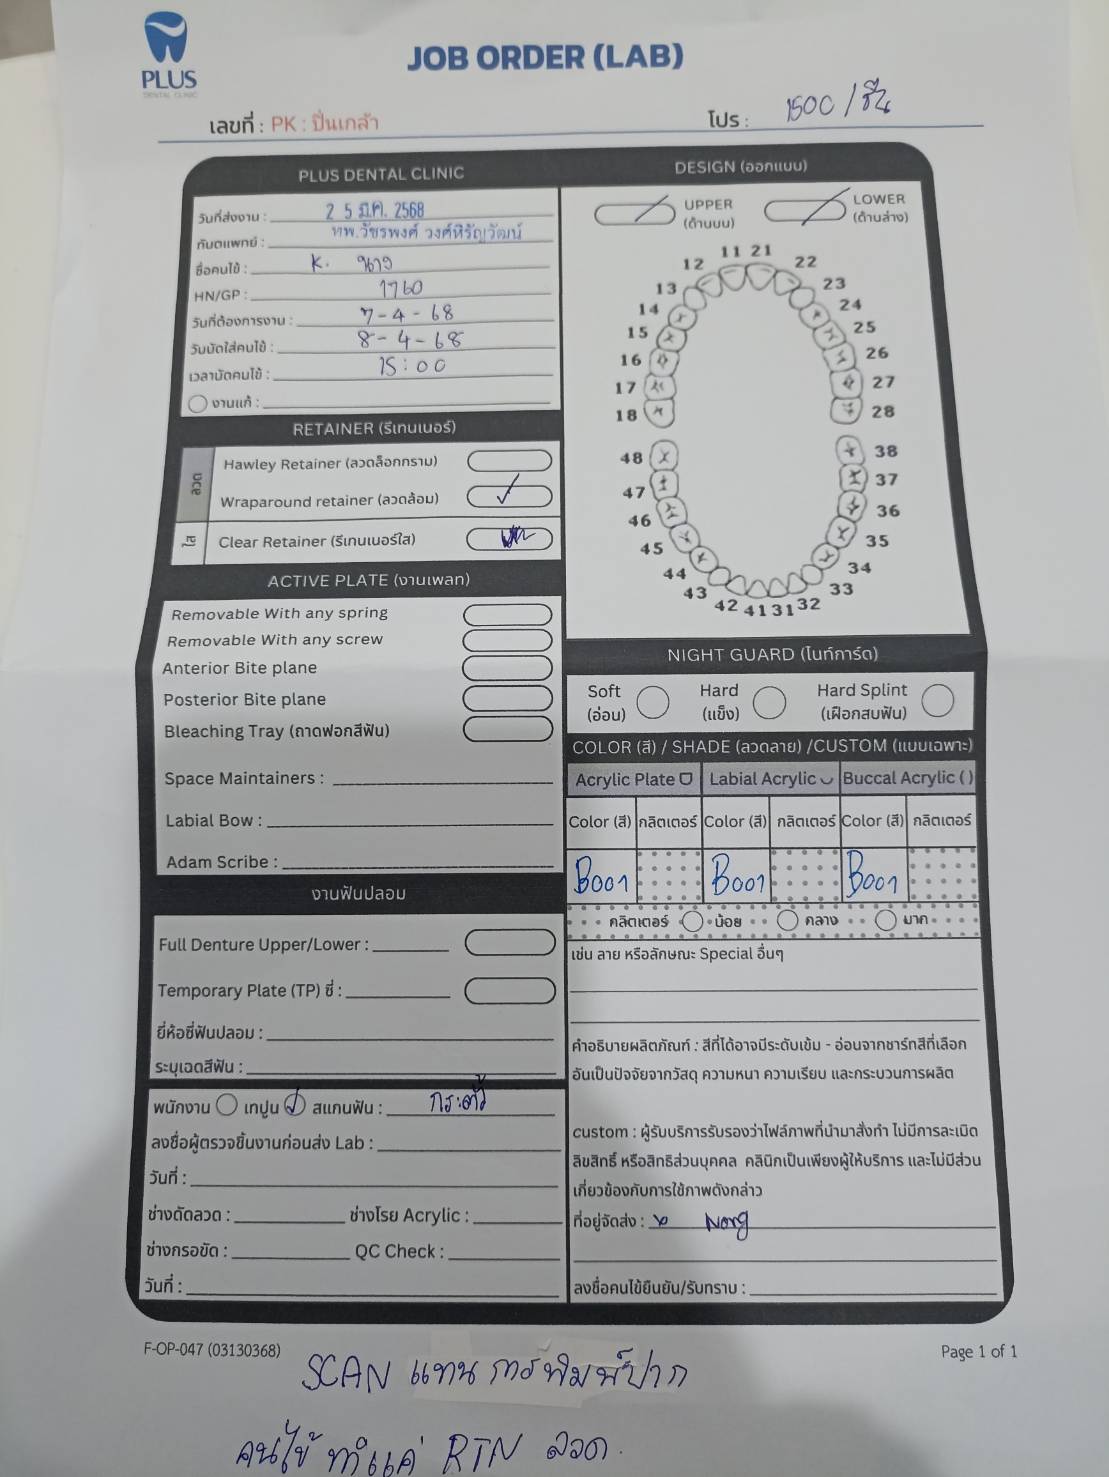 PLUS
DENTAL CLINIC
JOB ORDER (LAB)
เลขที่ : PK : ปิ่นเกล้า
โปร : 1500 / ชิ้น
PLUS DENTAL CLINIC
วันที่ส่งงาน : 2 5 มี.ค. 2568
ทันตแพทย์ : ทพ.วัชรพงศ์ วงศ์หิรัญวัฒน์
ชื่อคนไข้ : K.
HN/GP : 1760
วันที่ต้องการงาน : 7-4-68
วันนัดใส่คนไข้ : 8-4-68
เวลานัดคนไข้ : 15:00
งานแก้ :
RETAINER (รีเทนเนอร์)
ลวด
Hawley Retainer (ลวดล็อกกราม)
Wraparound retainer (ลวดล้อม) ✓
ใส
Clear Retainer (รีเทนเนอร์ใส)
ACTIVE PLATE (งานเพลท)
Removable With any spring
Removable With any screw
Anterior Bite plane
Posterior Bite plane
Bleaching Tray (ถาดฟอกสีฟัน)
Space Maintainers :
Labial Bow :
Adam Scribe :
งานฟันปลอม
Full Denture Upper/Lower :
Temporary Plate (TP) ซี่ :
ยี่ห้อซี่ฟันปลอม :
ระบุเฉดสีฟัน :
พนักงาน เทปูน ✓ สแกนฟัน : กระต่าย
ลงชื่อผู้ตรวจชิ้นงานก่อนส่ง Lab :
วันที่ :
ช่างดัดลวด : ช่างโรย Acrylic :
ช่างกรอขัด : QC Check :
วันที่ :
DESIGN (ออกแบบ)
UPPER
(ด้านบน)
LOWER
(ด้านล่าง)
11 21
12 22
13 23
14 24
15 25
16 26
17 27
18 28
48 38
47 37
46 36
45 35
44 34
43 33
42 41 31 32
NIGHT GUARD (ไนท์การ์ด)
Soft
(อ่อน)
Hard
(แข็ง)
Hard Splint
(เฝือกสบฟัน)
COLOR (สี) / SHADE (ลวดลาย) /CUSTOM (แบบเฉพาะ)
Acrylic Plate Labial Acrylic Buccal Acrylic ( )
Color (สี) กลิตเตอร์ Color (สี) กลิตเตอร์ Color (สี) กลิตเตอร์
B001 B001 B001
กลิตเตอร์ น้อย กลาง มาก
เช่น ลาย หรือลักษณะ Special อื่นๆ
คำอธิบายผลิตภัณฑ์ : สีที่ได้อาจมีระดับเข้ม - อ่อนจากชาร์ทสีที่เลือก
อันเป็นปัจจัยจากวัสดุ ความหนา ความเรียบ และกระบวนการผลิต
custom : ผู้รับบริการรับรองว่าไฟล์ภาพที่นำมาสั่งทำ ไม่มีการละเมิด
ลิขสิทธิ์ หรือสิทธิส่วนบุคคล คลินิกเป็นเพียงผู้ให้บริการ และไม่มีส่วน
เกี่ยวข้องกับการใช้ภาพดังกล่าว
ที่อยู่จัดส่ง :
ลงชื่อคนไข้ยืนยัน/รับทราบ :
F-OP-047 (03130368)
Page 1 of 1
SCAN แทน การพิมพ์ปาก
คนไข้ ทำแค่ RTN ลวด.